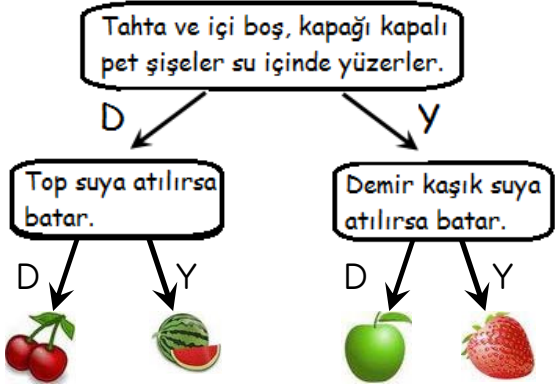 Tahta ve içi boş, kapağı kapalı
pet şişeler su içinde yüzerler.
D
Y
Top suya atılırsa
batar.
Demir kaşık suya
atılırsa batar.
D
Y
D
Y